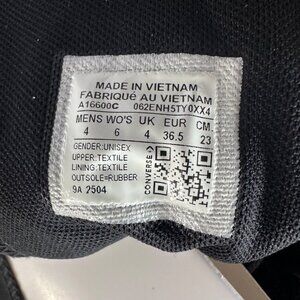 MADE IN VIETNAM
FABRIQUÉ AU VIETNAM
A16600C 062ENH5TY0XX4
MENS WO'S UK EUR CM
4 6 4 36.5 23
GENDER:UNISEX
UPPER:TEXTILE
LINING:TEXTILE
OUTSOLE=RUBBER
9A 2504
CONVERSE